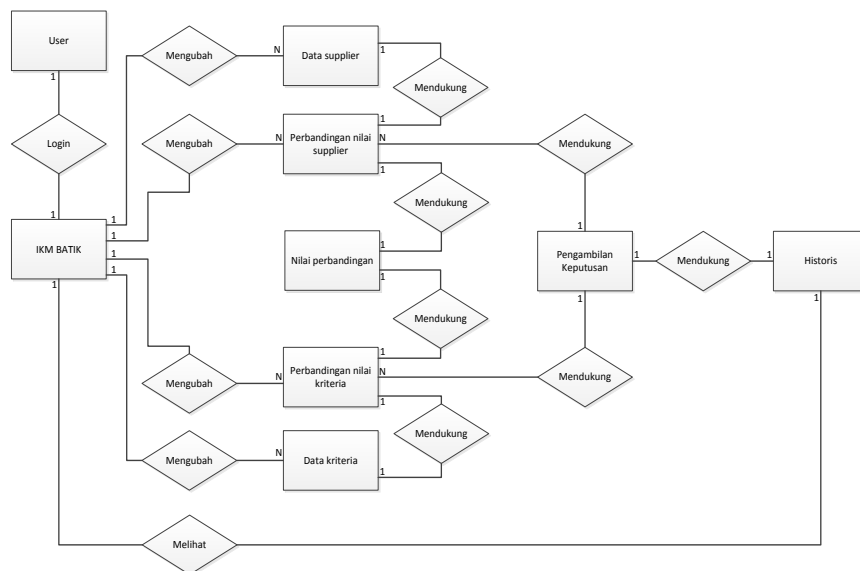 User
1
Login
1
IKM BATIK
1
1
1
1
1
Mengubah
N
Data supplier
1
Mendukung
1
Mengubah
N
Perbandingan nilai
supplier
N
1
Mendukung
1
Nilai perbandingan
1
Mendukung
1
Mengubah
N
Perbandingan nilai
kriteria
N
1
Mendukung
1
Mengubah
N
Data kriteria
Mendukung
1
Pengambilan
Keputusan
1
1
Mendukung
Mendukung
1
Historis
1
Melihat